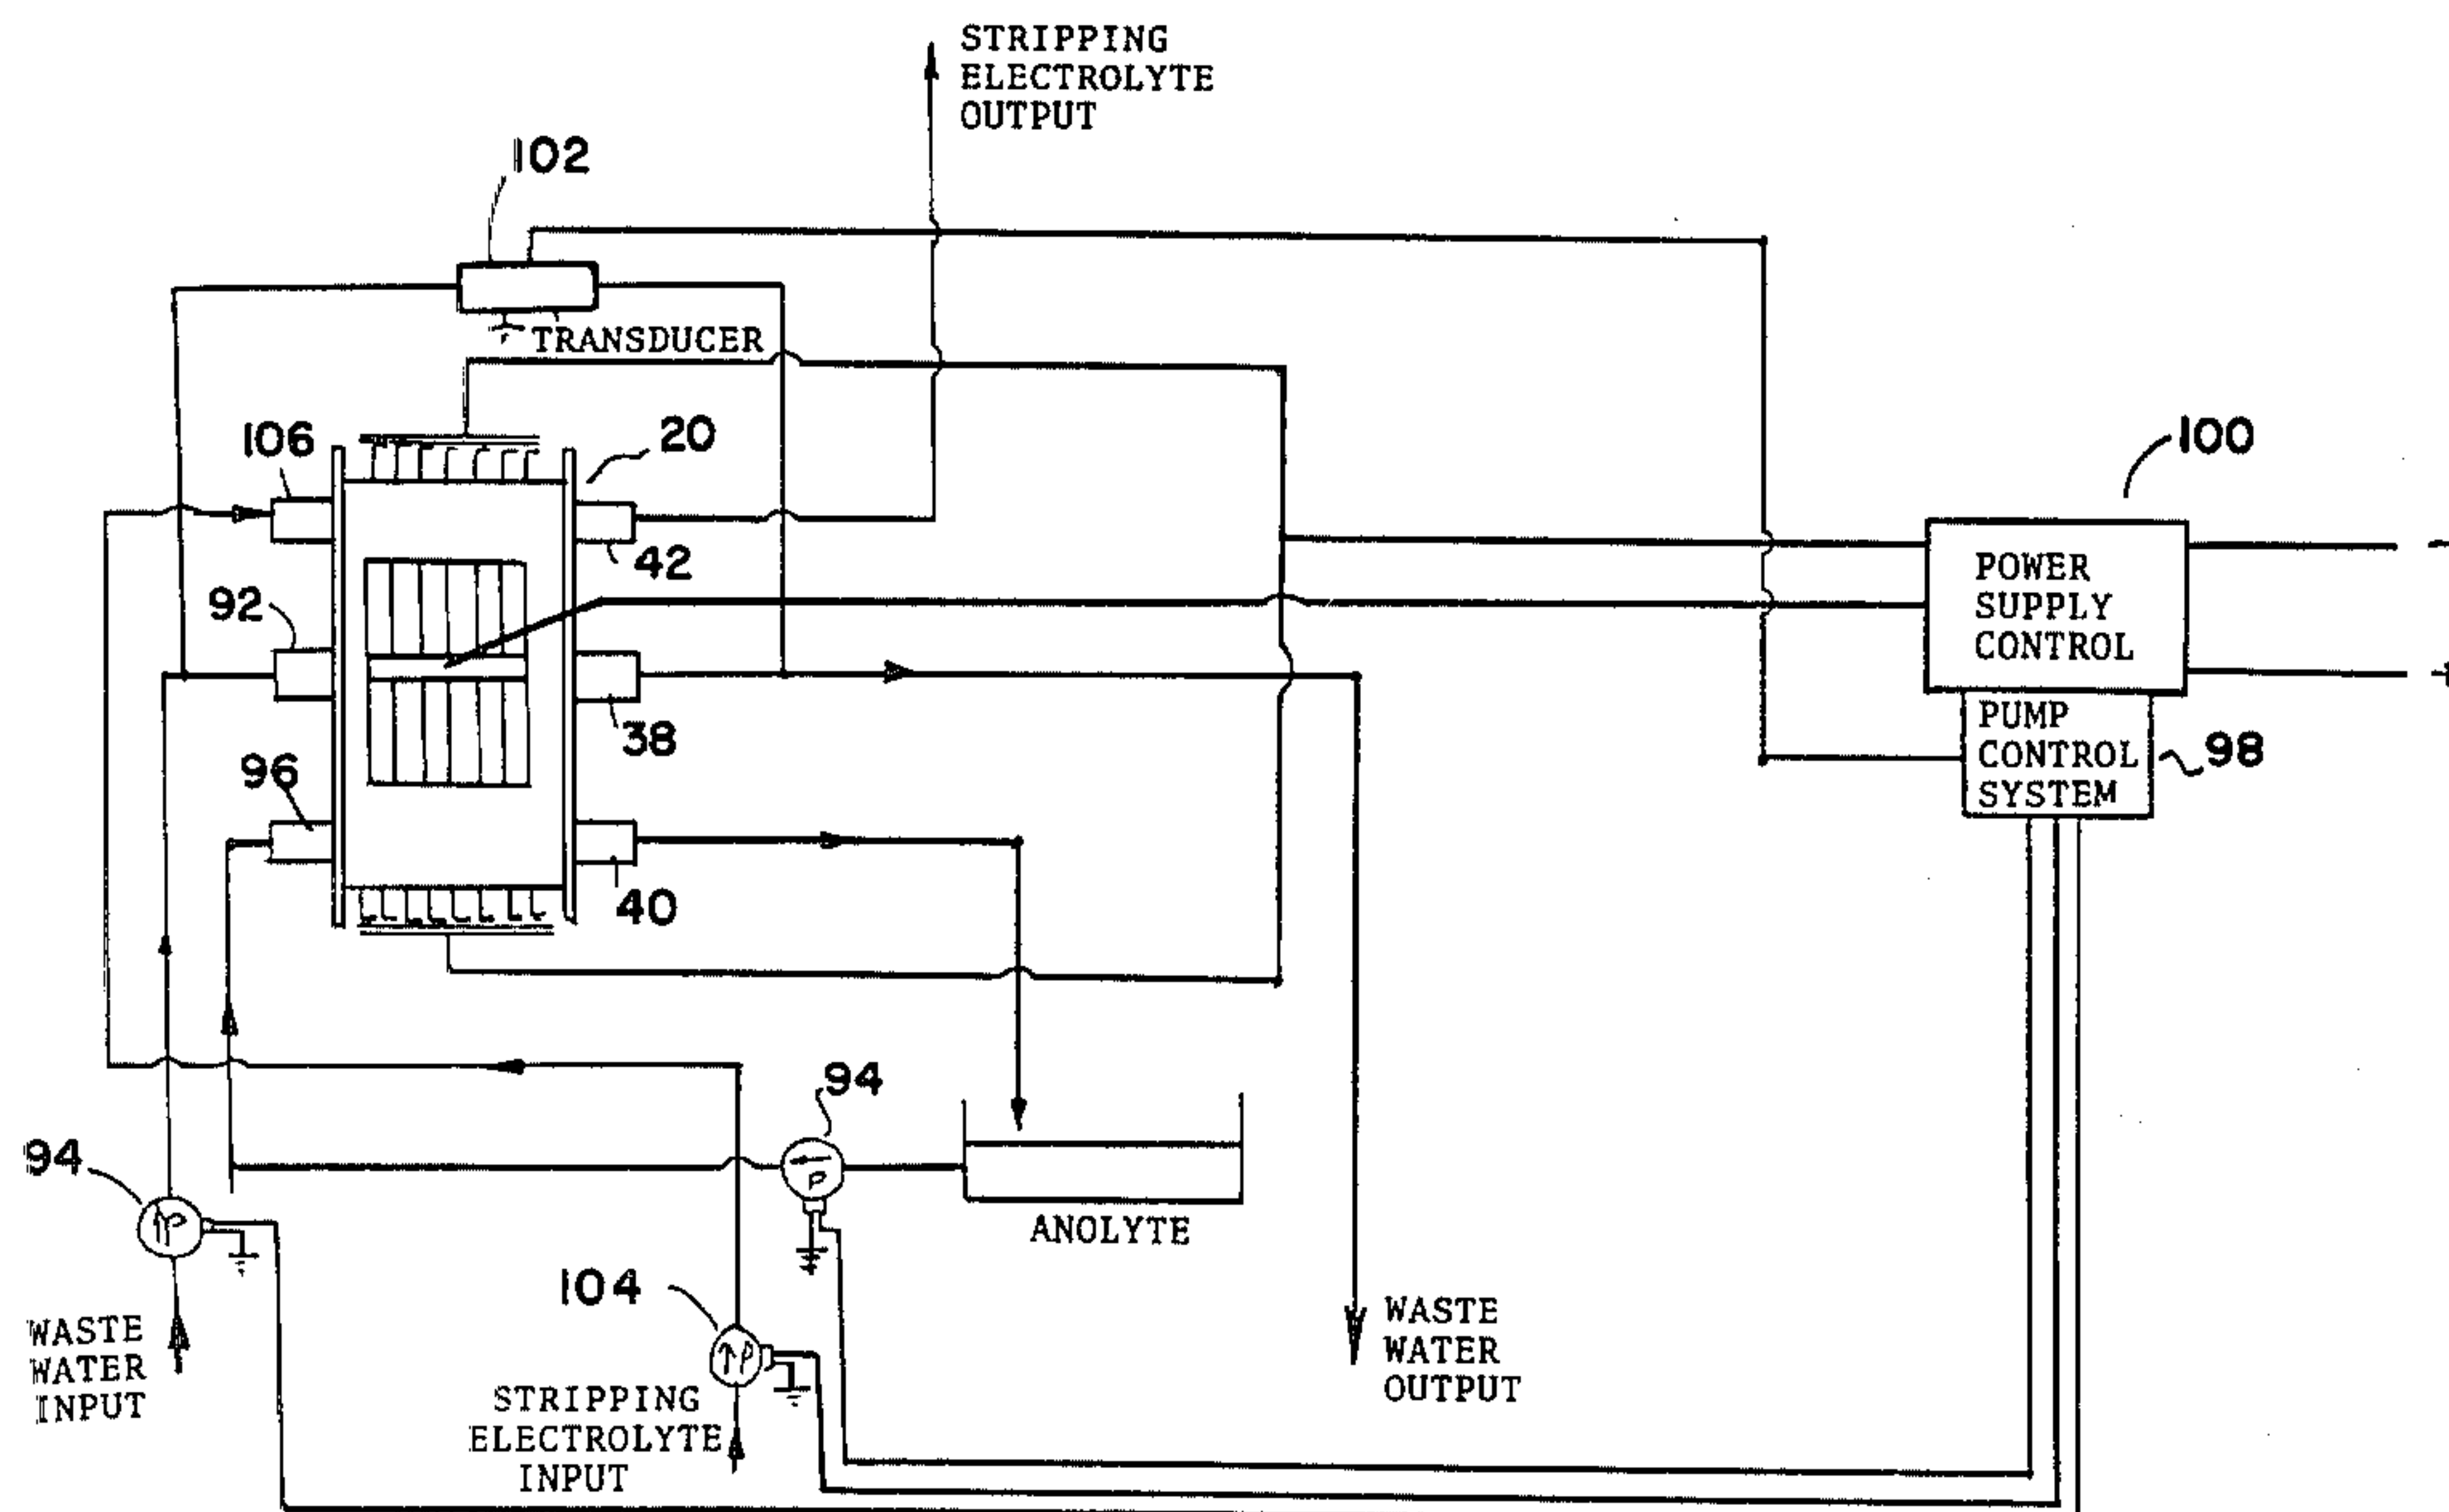 STRIPPING
ELECTROLYTE
OUTPUT
102
TRANSDUCER
106
20
42
100
92
POWER
SUPPLY
CONTROL
-
+
38
PUMP
CONTROL
SYSTEM
98
96
40
94
94
ANOLYTE
104
P
P
P
WASTE
WATER
INPUT
STRIPPING
ELECTROLYTE
INPUT
WASTE
WATER
OUTPUT